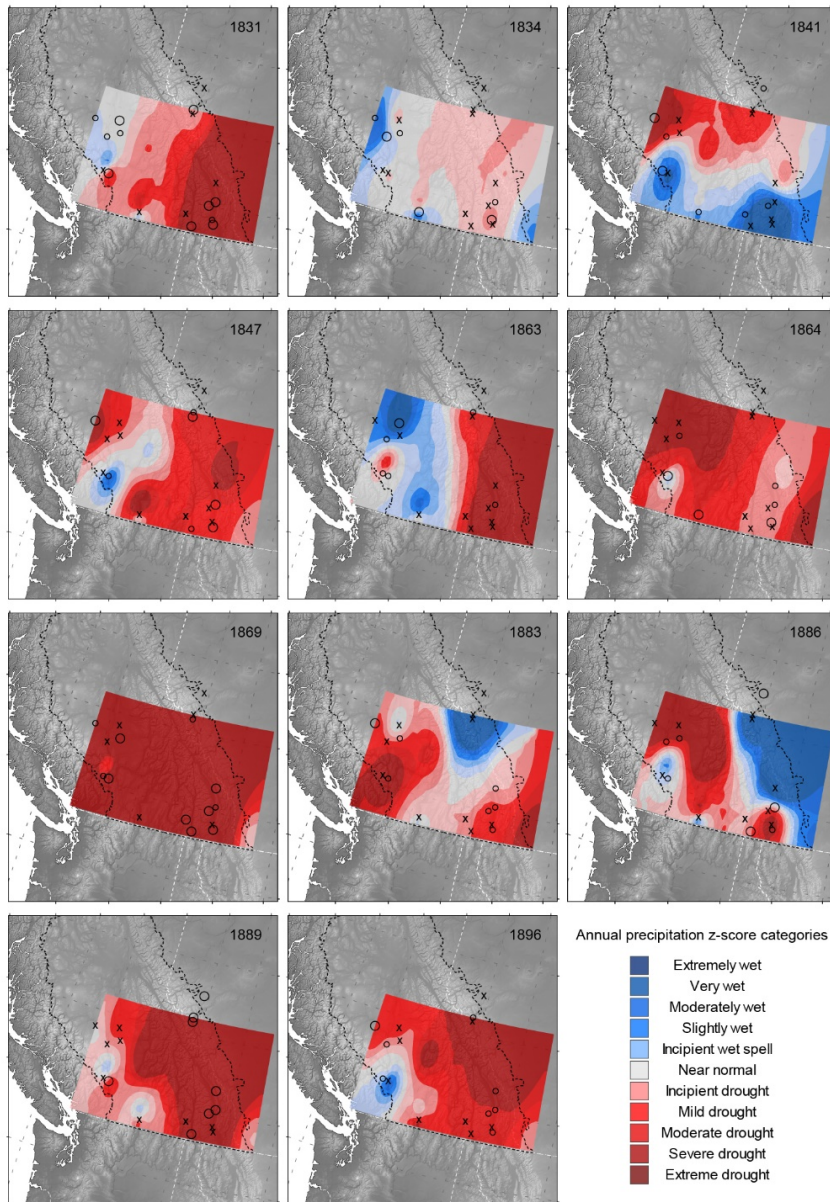 1831
1834
1841
1847
1863
1864
1869
1883
1886
1889
1896
Annual precipitation z-score categories
Extremely wet
Very wet
Moderately wet
Slightly wet
Incipient wet spell
Near normal
Incipient drought
Mild drought
Moderate drought
Severe drought
Extreme drought